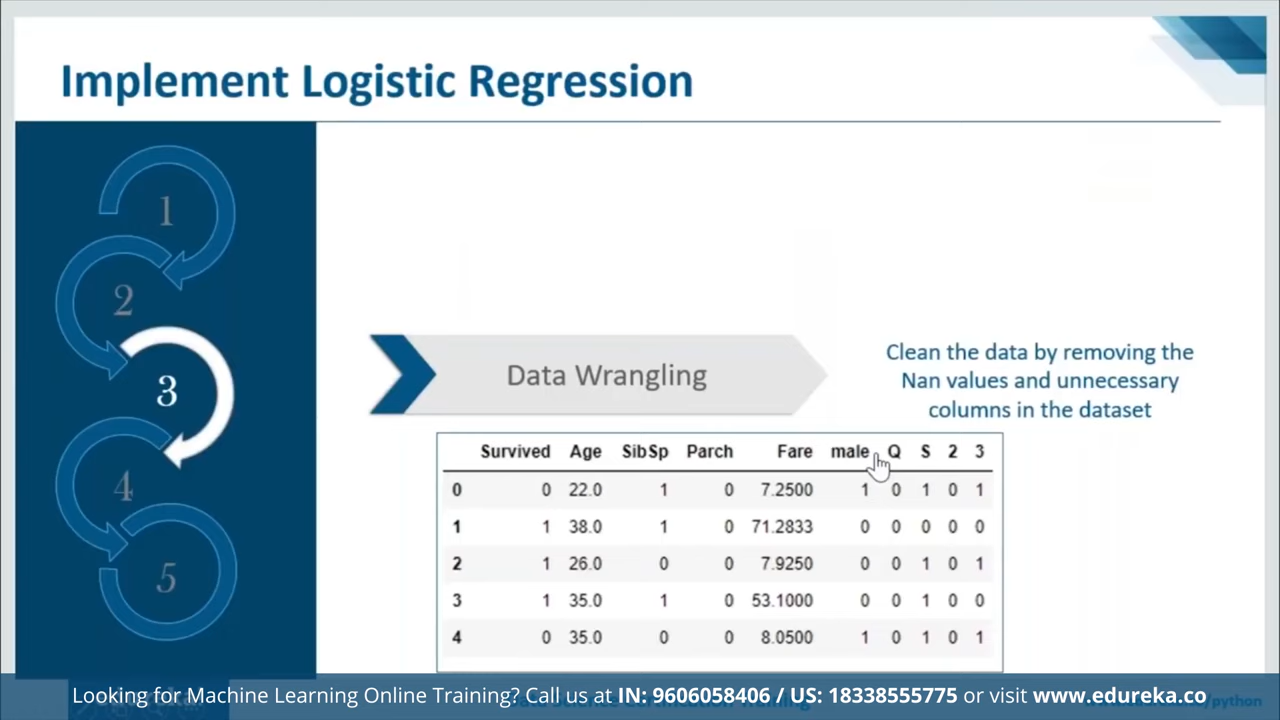 Implement Logistic Regression
1
2
3
4
5
Data Wrangling
Clean the data by removing the
Nan values and unnecessary
columns in the dataset
Survived Age SibSp Parch Fare male Q S 2 3
0 0 22.0 1 0 7.2500 1 0 1 0 1
1 1 38.0 1 0 71.2833 0 0 0 0 0
2 1 26.0 0 0 7.9250 0 0 1 0 1
3 1 35.0 1 0 53.1000 0 0 1 0 0
4 0 35.0 0 0 8.0500 1 0 1 0 1
Looking for Machine Learning Online Training? Call us at IN: 9606058406 / US: 18338555775 or visit www.edureka.co